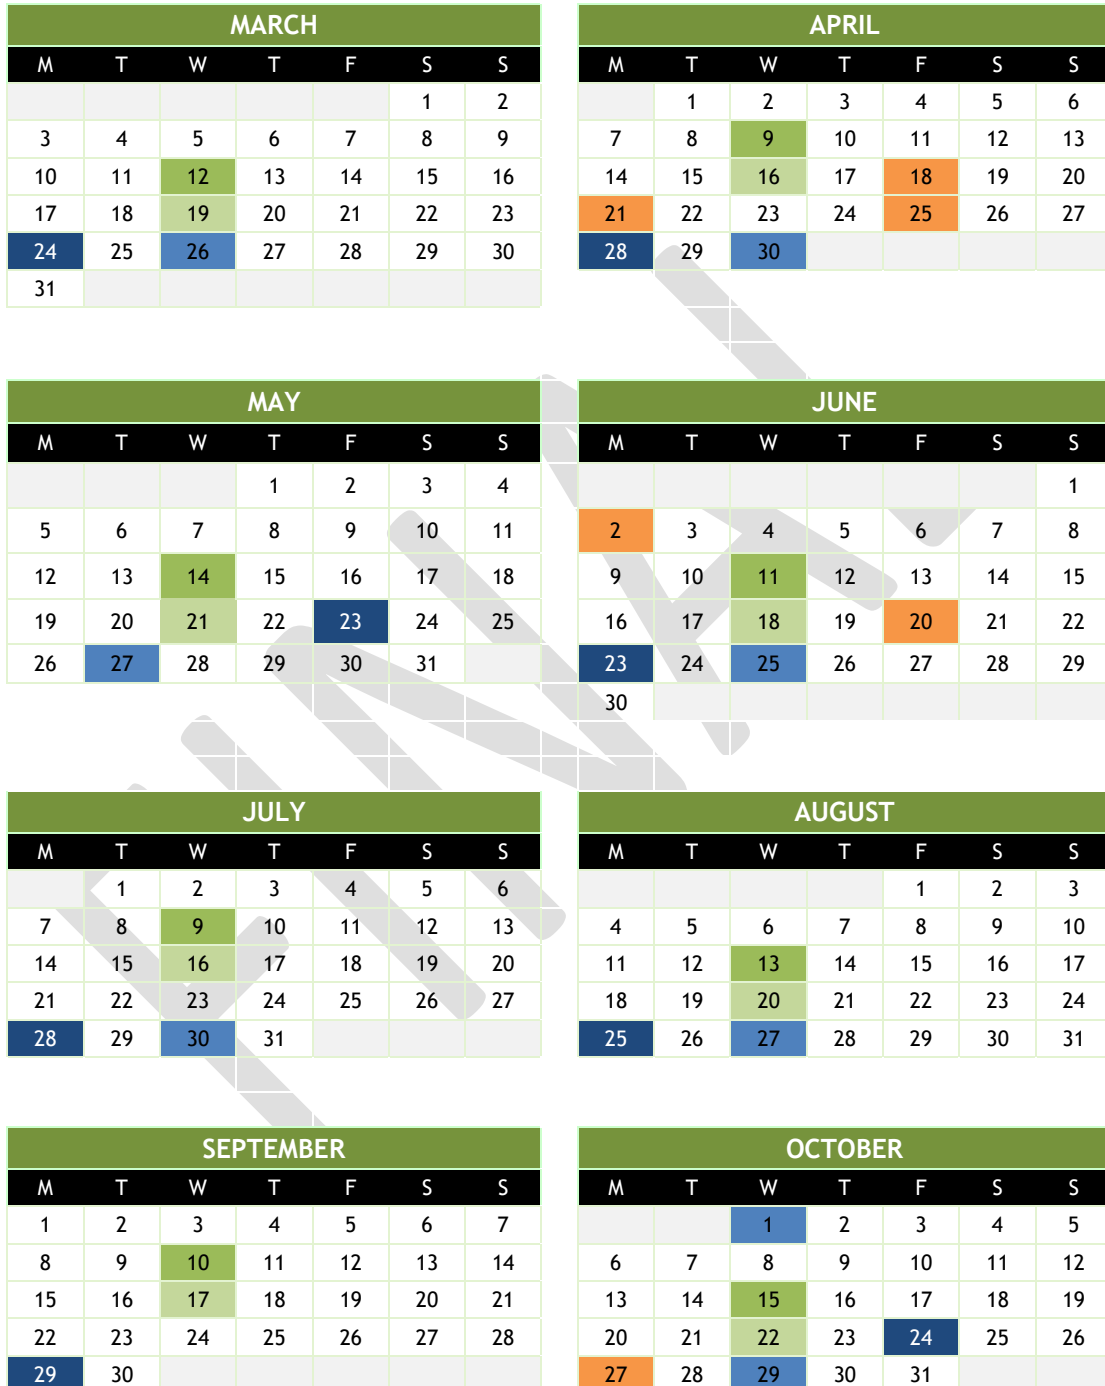 MARCH
M T W T F S S
1 2
3 4 5 6 7 8 9
10 11 12 13 14 15 16
17 18 19 20 21 22 23
24 25 26 27 28 29 30
31
APRIL
M T W T F S S
1 2 3 4 5 6
7 8 9 10 11 12 13
14 15 16 17 18 19 20
21 22 23 24 25 26 27
28 29 30
MAY
M T W T F S S
1 2 3 4
5 6 7 8 9 10 11
12 13 14 15 16 17 18
19 20 21 22 23 24 25
26 27 28 29 30 31
JUNE
M T W T F S S
1
2 3 4 5 6 7 8
9 10 11 12 13 14 15
16 17 18 19 20 21 22
23 24 25 26 27 28 29
30
JULY
M T W T F S S
1 2 3 4 5 6
7 8 9 10 11 12 13
14 15 16 17 18 19 20
21 22 23 24 25 26 27
28 29 30 31
AUGUST
M T W T F S S
1 2 3
4 5 6 7 8 9 10
11 12 13 14 15 16 17
18 19 20 21 22 23 24
25 26 27 28 29 30 31
SEPTEMBER
M T W T F S S
1 2 3 4 5 6 7
8 9 10 11 12 13 14
15 16 17 18 19 20 21
22 23 24 25 26 27 28
29 30
OCTOBER
M T W T F S S
1 2 3 4 5
6 7 8 9 10 11 12
13 14 15 16 17 18 19
20 21 22 23 24 25 26
27 28 29 30 31
FINAL